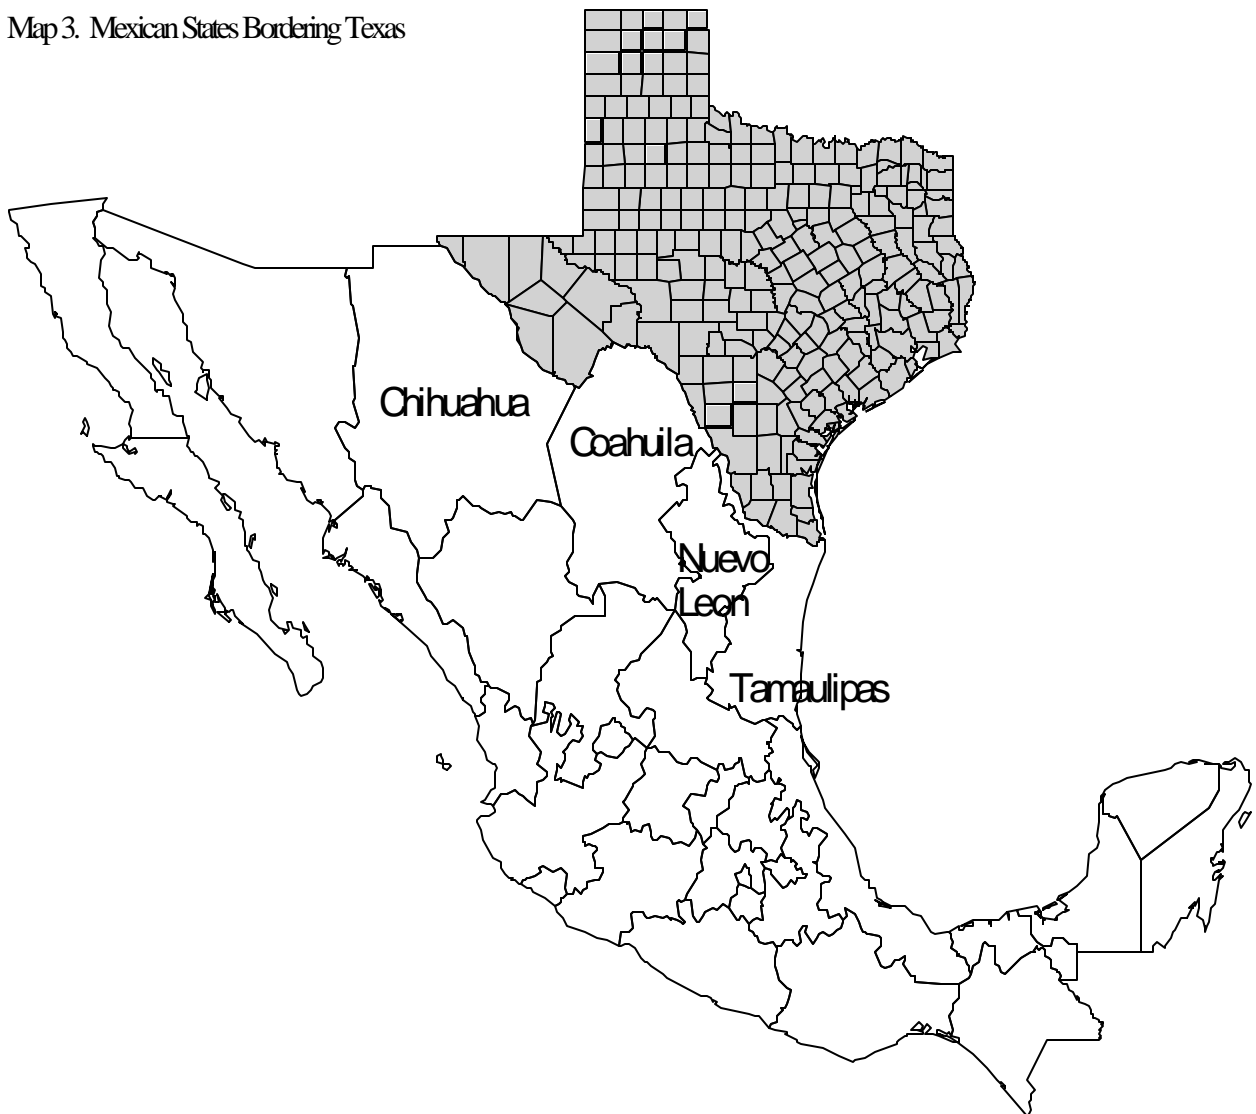 Map 3. Mexican States Bordering Texas
Chihuahua
Coahuila
Nuevo
Leon
Tamaulipas